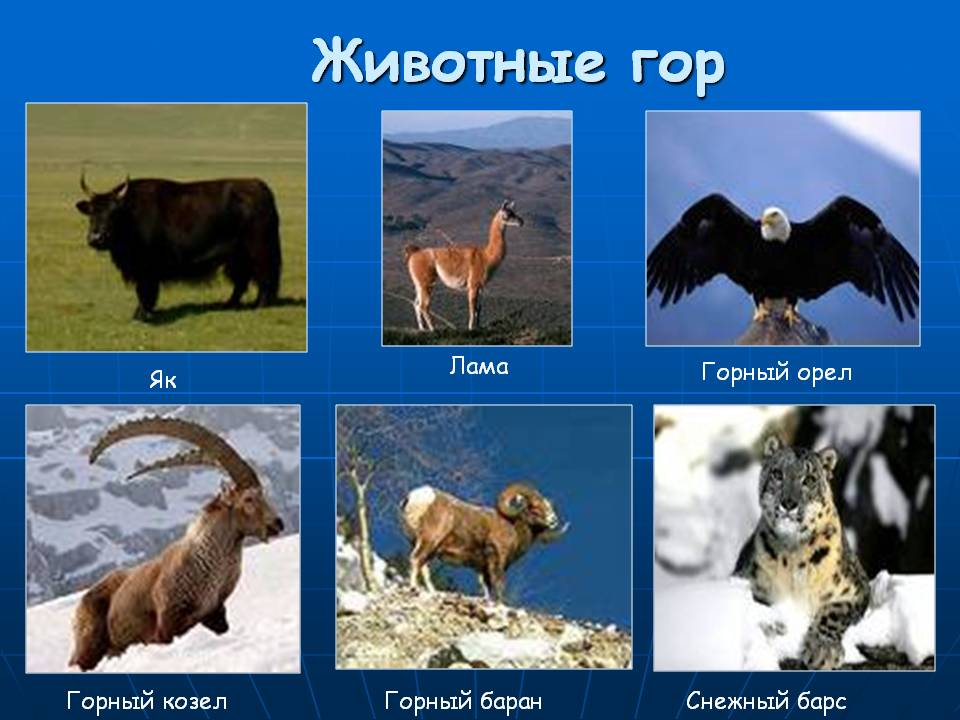 Животные гор
Як
Лама
Горный орел
Горный козел
Горный баран
Снежный барс